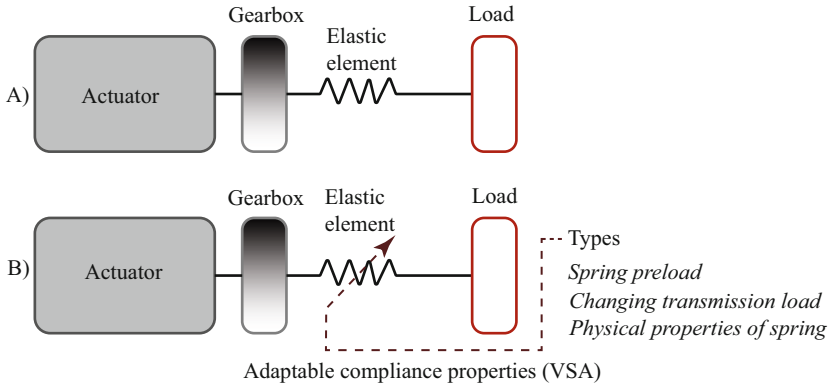 Gearbox
Load
Elastic
element
A)
Actuator
Gearbox
Elastic
element
Load
Types
B)
Actuator
Spring preload
Changing transmission load
Physical properties of spring
Adaptable compliance properties (VSA)